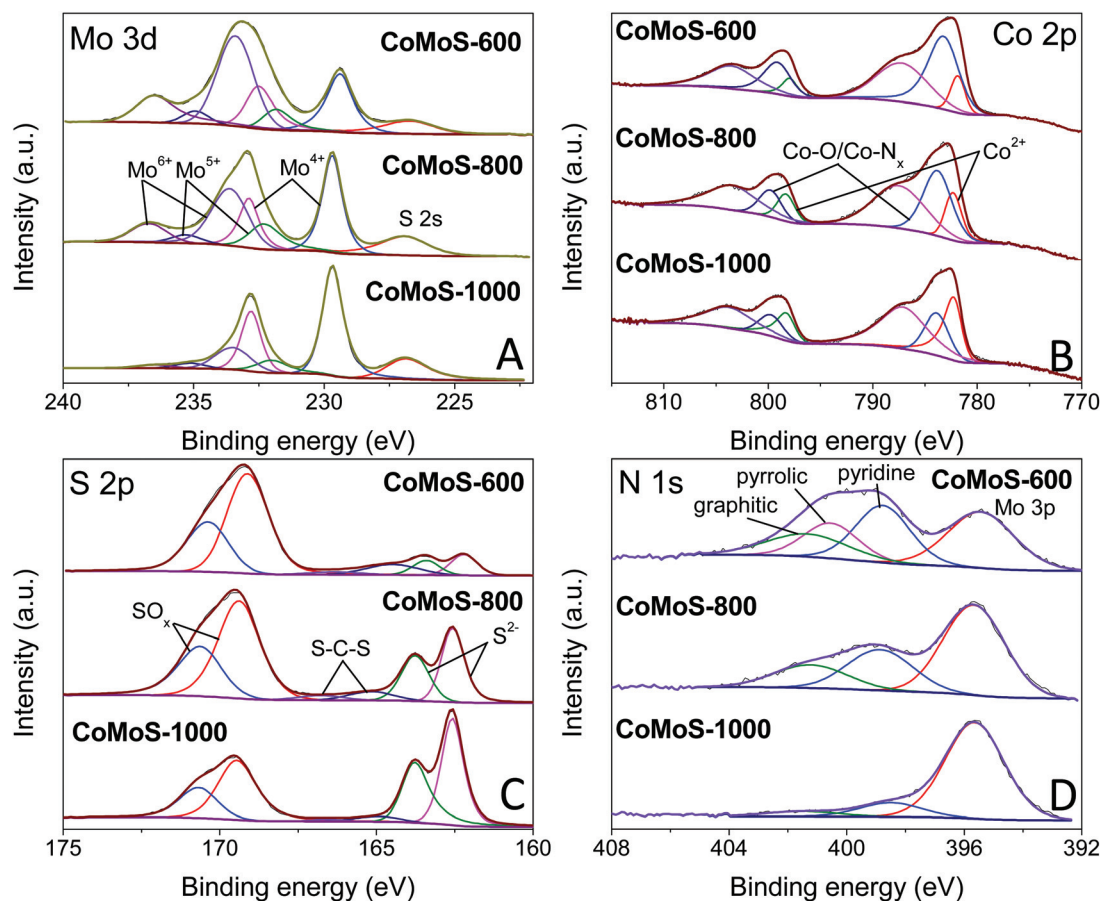 Mo 3d
CoMoS-600
Mo6+
Mo5+
Mo4+
CoMoS-800
S 2s
CoMoS-1000
A
240 235 230 225
Binding energy (eV)
Intensity (a.u.)
CoMoS-600
Co 2p
CoMoS-800
Co-O/Co-Nx
Co2+
CoMoS-1000
B
810 800 790 780 770
Binding energy (eV)
Intensity (a.u.)
S 2p
CoMoS-600
CoMoS-800
SOx
S-C-S
S2-
CoMoS-1000
C
175 170 165 160
Binding energy (eV)
Intensity (a.u.)
N 1s
pyrrolic
pyridine
graphitic
CoMoS-600
Mo 3p
CoMoS-800
CoMoS-1000
D
408 404 400 396 392
Binding energy (eV)
Intensity (a.u.)